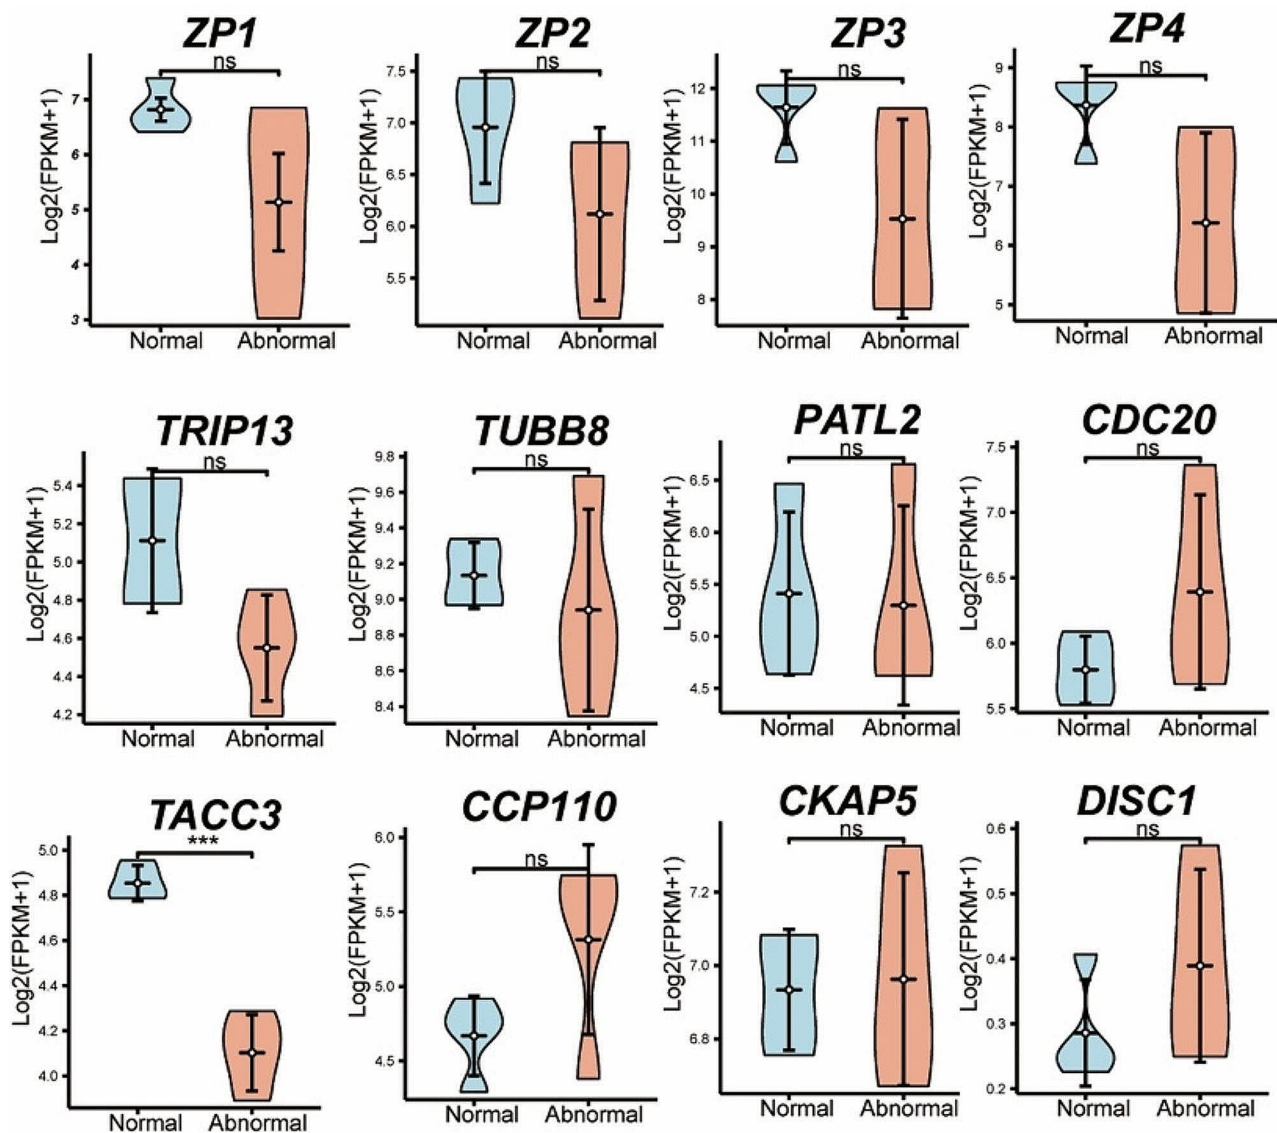 ZP1 ZP2 ZP3 ZP4
ns ns ns ns
Log2(FPKM+1) Log2(FPKM+1) Log2(FPKM+1) Log2(FPKM+1)
7 6 5 4 3
7.5 7.0 6.5 6.0 5.5
12 11 10 9 8
9 8 7 6 5
Normal Abnormal Normal Abnormal Normal Abnormal Normal Abnormal
TRIP13 TUBB8 PATL2 CDC20
ns ns ns ns
Log2(FPKM+1) Log2(FPKM+1) Log2(FPKM+1) Log2(FPKM+1)
5.4 5.2 5.0 4.8 4.6 4.4 4.2
9.8 9.6 9.4 9.2 9.0 8.8 8.6 8.4
6.5 6.0 5.5 5.0 4.5
7.5 7.0 6.5 6.0 5.5
Normal Abnormal Normal Abnormal Normal Abnormal Normal Abnormal
TACC3 CCP110 CKAP5 DISC1
*** ns ns ns
Log2(FPKM+1) Log2(FPKM+1) Log2(FPKM+1) Log2(FPKM+1)
5.0 4.8 4.6 4.4 4.2 4.0
6.0 5.5 5.0 4.5
7.2 7.0 6.8
0.6 0.5 0.4 0.3 0.2
Normal Abnormal Normal Abnormal Normal Abnormal Normal Abnormal